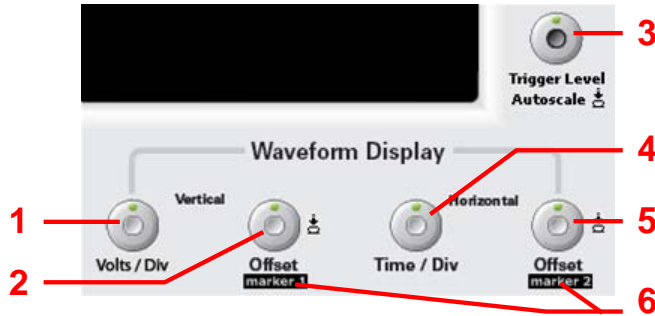 3
Trigger Level
Autoscale
Waveform Display
4
1
Vertical
Horizontal
5
Volts / Div
2
Offset
marker 1
Time / Div
Offset
marker 2
6